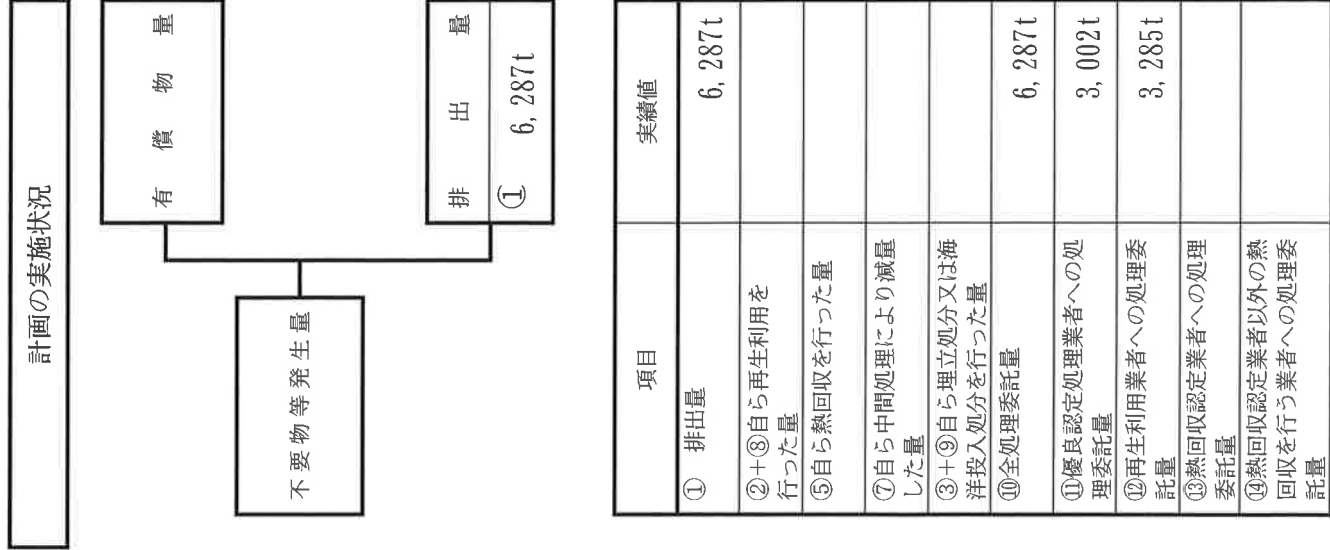 計画の実施状況
有償物量
不要物等発生量
排出量
①
6,287t
項目 実績値
① 排出量 6,287t
②+⑧自ら再生利用を
行った量
⑤自ら熱回収を行った量
⑦自ら中間処理により減量
した量
③+⑨自ら埋立処分又は海
洋投入処分を行った量
⑩全処理委託量 6,287t
⑪優良認定処理業者への処
理委託量 3,002t
⑫再生利用業者への処理委
託量 3,285t
⑬熱回収認定業者への処理
委託量
⑭熱回収認定業者以外の熱
回収を行う業者への処理委
託量